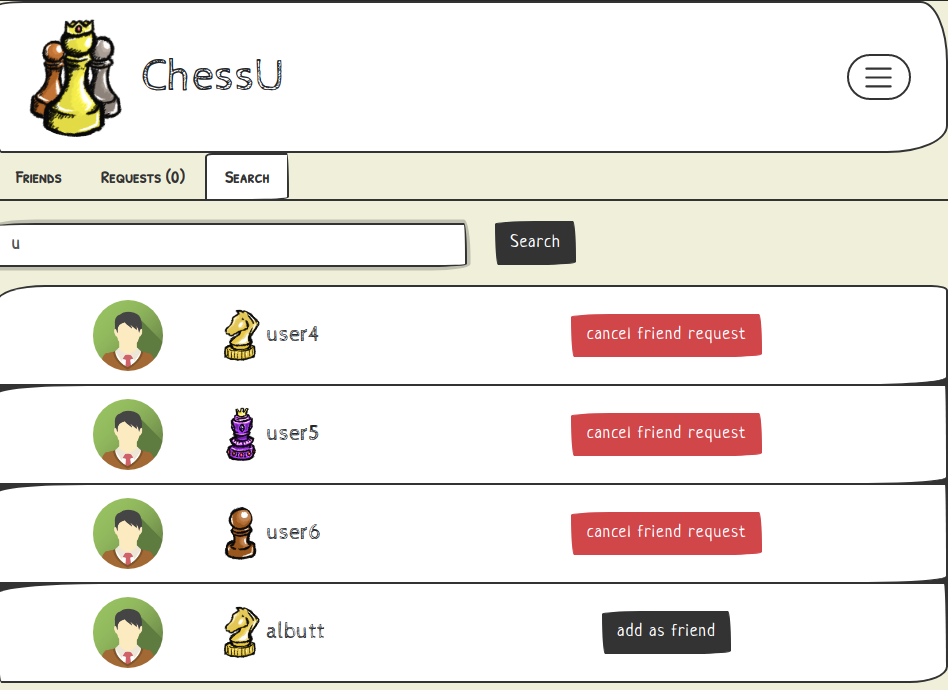 ChessU
Friends Requests (0) Search
u Search
user4 cancel friend request
user5 cancel friend request
user6 cancel friend request
albutt add as friend